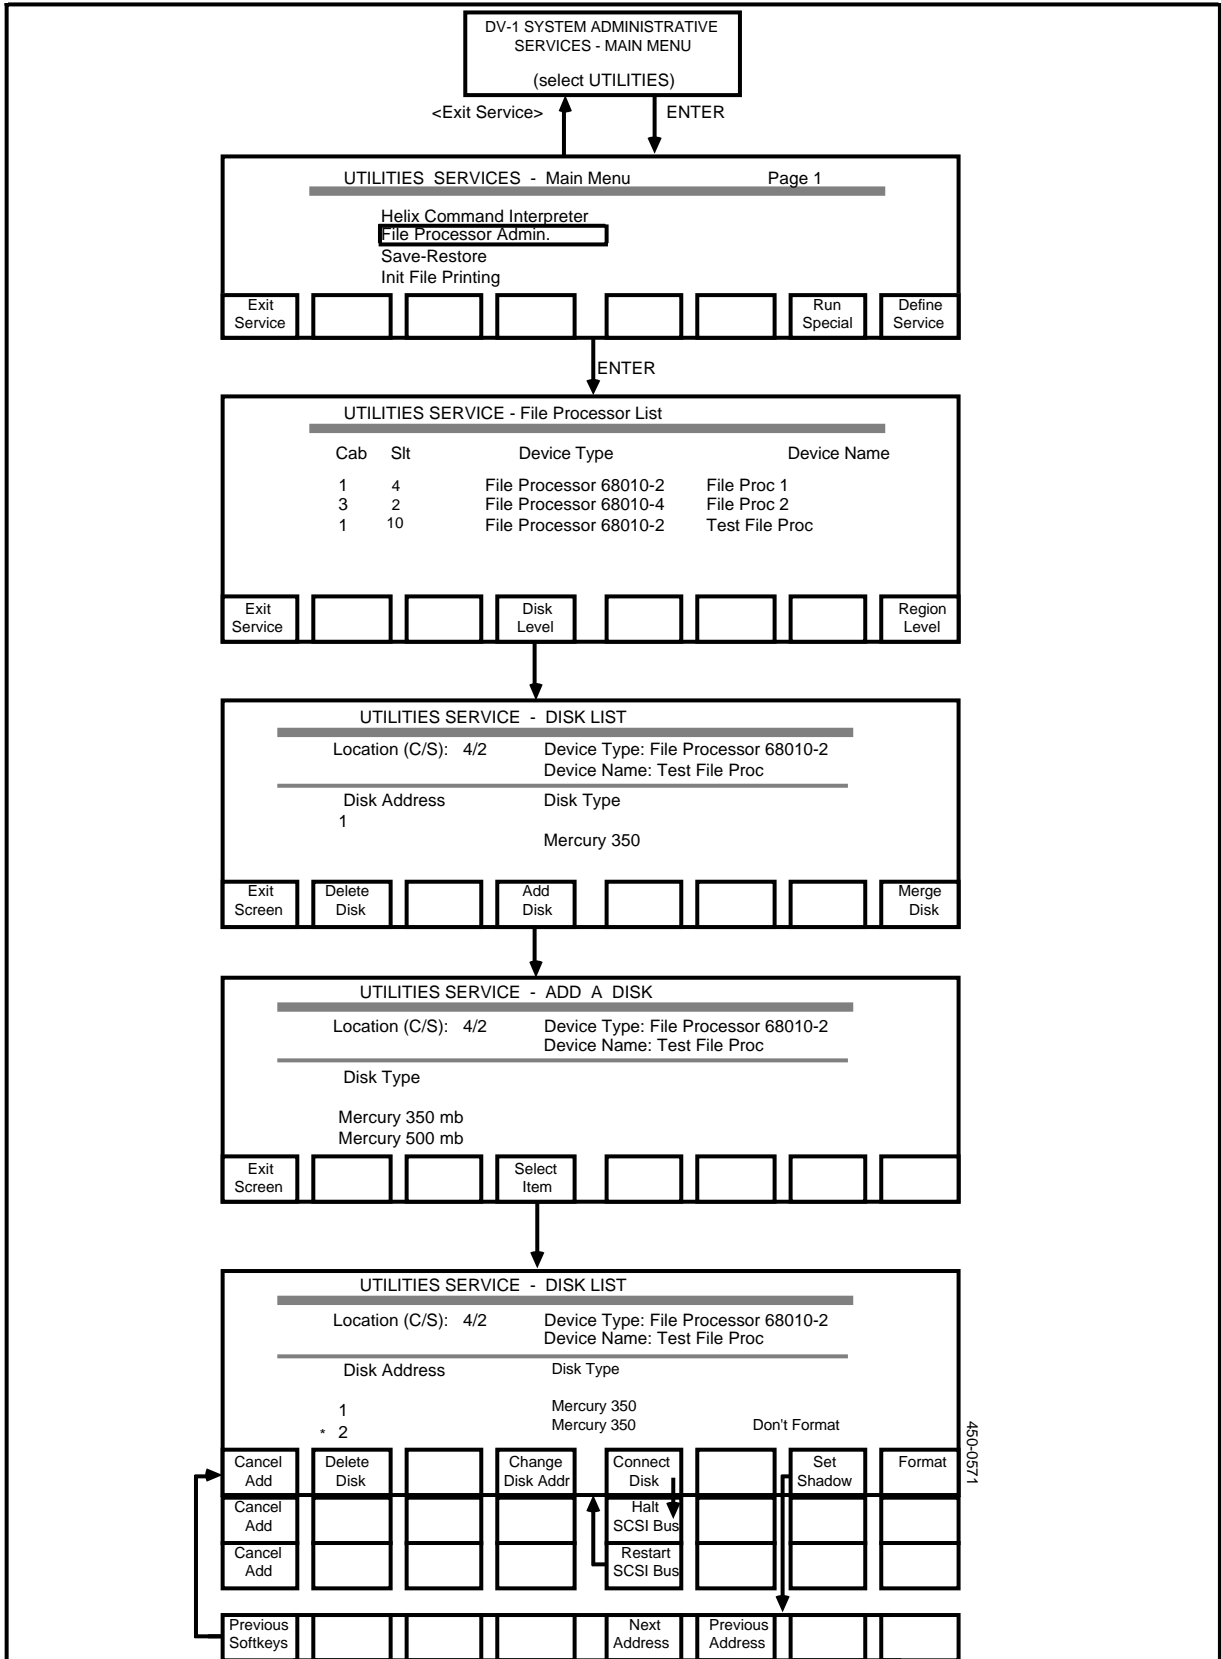 DV-1 SYSTEM ADMINISTRATIVE
SERVICES - MAIN MENU
(select UTILITIES)
<Exit Service> ENTER
UTILITIES SERVICES - Main Menu Page 1
Helix Command Interpreter
File Processor Admin.
Save-Restore
Init File Printing
Exit Service Run Special Define Service
ENTER
UTILITIES SERVICE - File Processor List
Cab Slt Device Type Device Name
1 4 File Processor 68010-2 File Proc 1
3 2 File Processor 68010-4 File Proc 2
1 10 File Processor 68010-2 Test File Proc
Exit Service Disk Level Region Level
UTILITIES SERVICE - DISK LIST
Location (C/S): 4/2 Device Type: File Processor 68010-2
Device Name: Test File Proc
Disk Address Disk Type
1
Mercury 350
Exit Screen Delete Disk Add Disk Merge Disk
UTILITIES SERVICE - ADD A DISK
Location (C/S): 4/2 Device Type: File Processor 68010-2
Device Name: Test File Proc
Disk Type
Mercury 350 mb
Mercury 500 mb
Exit Screen Select Item
UTILITIES SERVICE - DISK LIST
Location (C/S): 4/2 Device Type: File Processor 68010-2
Device Name: Test File Proc
Disk Address Disk Type
1 Mercury 350
* 2 Mercury 350 Don't Format
Cancel Add Delete Disk Change Disk Addr Connect Disk Set Shadow Format
Cancel Add Halt SCSI Bus
Cancel Add Restart SCSI Bus
Previous Softkeys Next Address Previous Address
450-0571